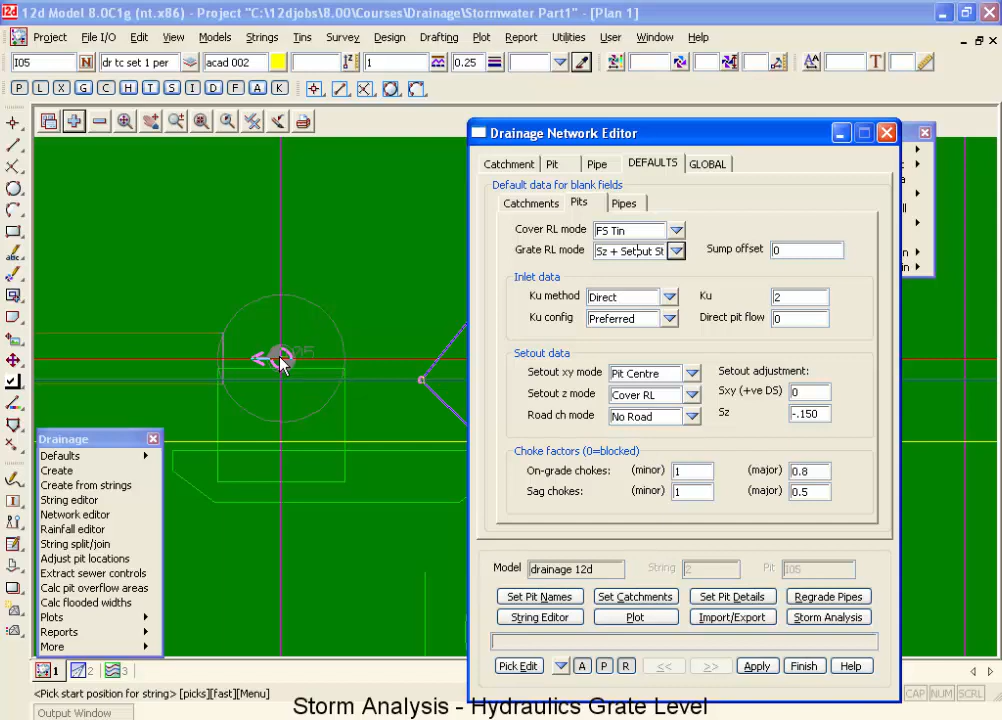 12d Model 8.0C1g (nt.x86) - Project "C:\12djobs\8.00\Courses\Drainage\Stormwater Part1" - [Plan 1]
Project File I/O Edit View Models Strings Tins Survey Design Drafting Plot Report Utilities User Window Help
I05 N dr tc set 1 per acad 002 1 0.25 T
P L X G C H T S I D F A K
Drainage Network Editor
Catchment Pit Pipe DEFAULTS GLOBAL
Default data for blank fields
Catchments Pits Pipes
Cover RL mode FS Tin
Grate RL mode Sz + Setout St Sump offset 0
Inlet data
Ku method Direct Ku 2
Ku config Preferred Direct pit flow 0
Setout data
Setout xy mode Pit Centre Setout adjustment:
Setout z mode Cover RL Sxy (+ve DS) 0
Road ch mode No Road Sz -.150
Choke factors (0=blocked)
On-grade chokes: (minor) 1 (major) 0.8
Sag chokes: (minor) 1 (major) 0.5
Model drainage 12d String 2 Pit I05
Set Pit Names Set Catchments Set Pit Details Regrade Pipes
String Editor Plot Import/Export Storm Analysis
Pick Edit A P R << >> Apply Finish Help
Drainage
Defaults
Create
Create from strings
String editor
Network editor
Rainfall editor
String split/join
Adjust pit locations
Extract sewer controls
Calc pit overflow areas
Calc flooded widths
Plots
Reports
More
1 2 3
<Pick start position for string> [picks][fast][Menu]
CAP NUM SCRL
Output Window
Storm Analysis - Hydraulics Grate Level